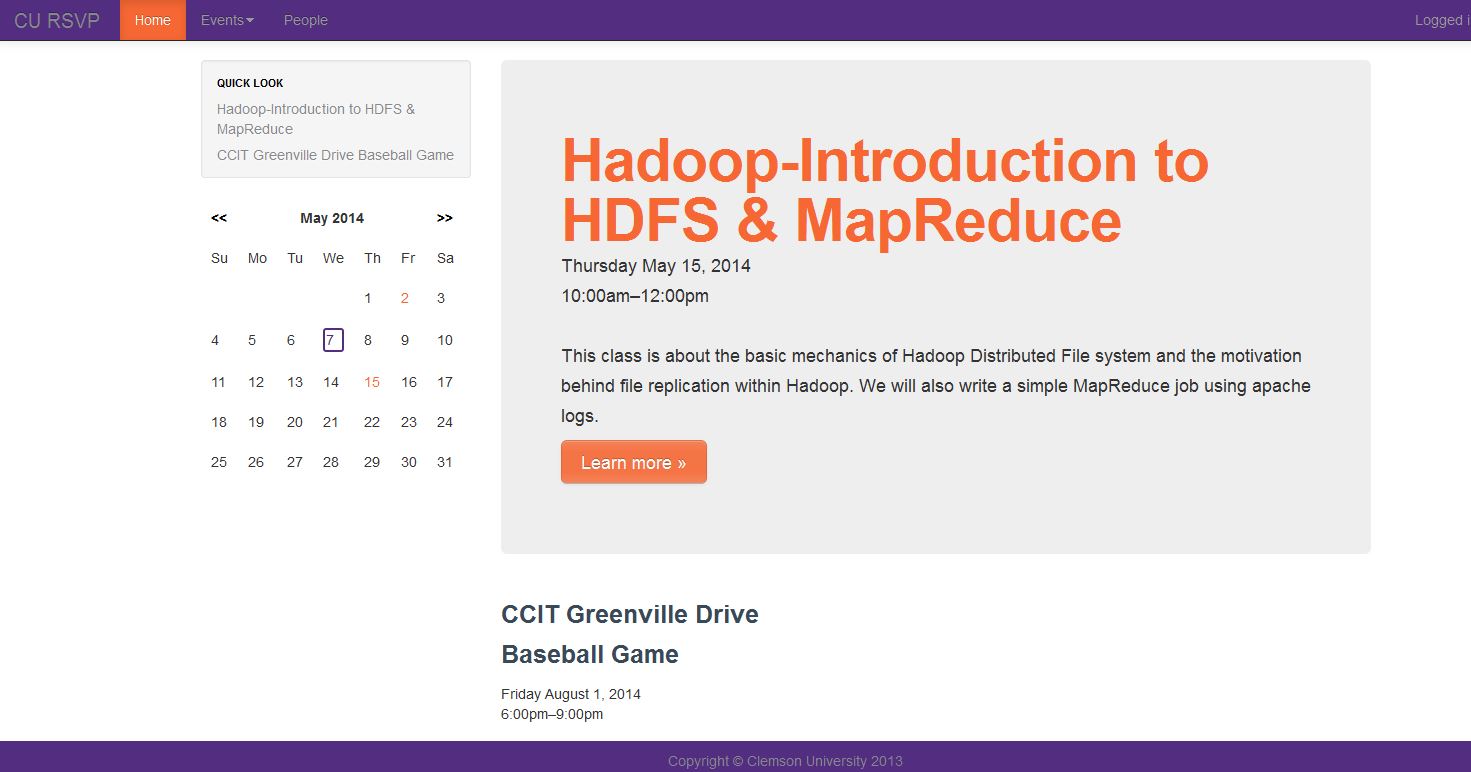 CU RSVP Home Events People Logged i
QUICK LOOK
Hadoop-Introduction to HDFS &
MapReduce
CCIT Greenville Drive Baseball Game
<< May 2014 >>
Su Mo Tu We Th Fr Sa
1 2 3
4 5 6 7 8 9 10
11 12 13 14 15 16 17
18 19 20 21 22 23 24
25 26 27 28 29 30 31
Hadoop-Introduction to
HDFS & MapReduce
Thursday May 15, 2014
10:00am–12:00pm
This class is about the basic mechanics of Hadoop Distributed File system and the motivation
behind file replication within Hadoop. We will also write a simple MapReduce job using apache
logs.
Learn more »
CCIT Greenville Drive
Baseball Game
Friday August 1, 2014
6:00pm–9:00pm
Copyright © Clemson University 2013